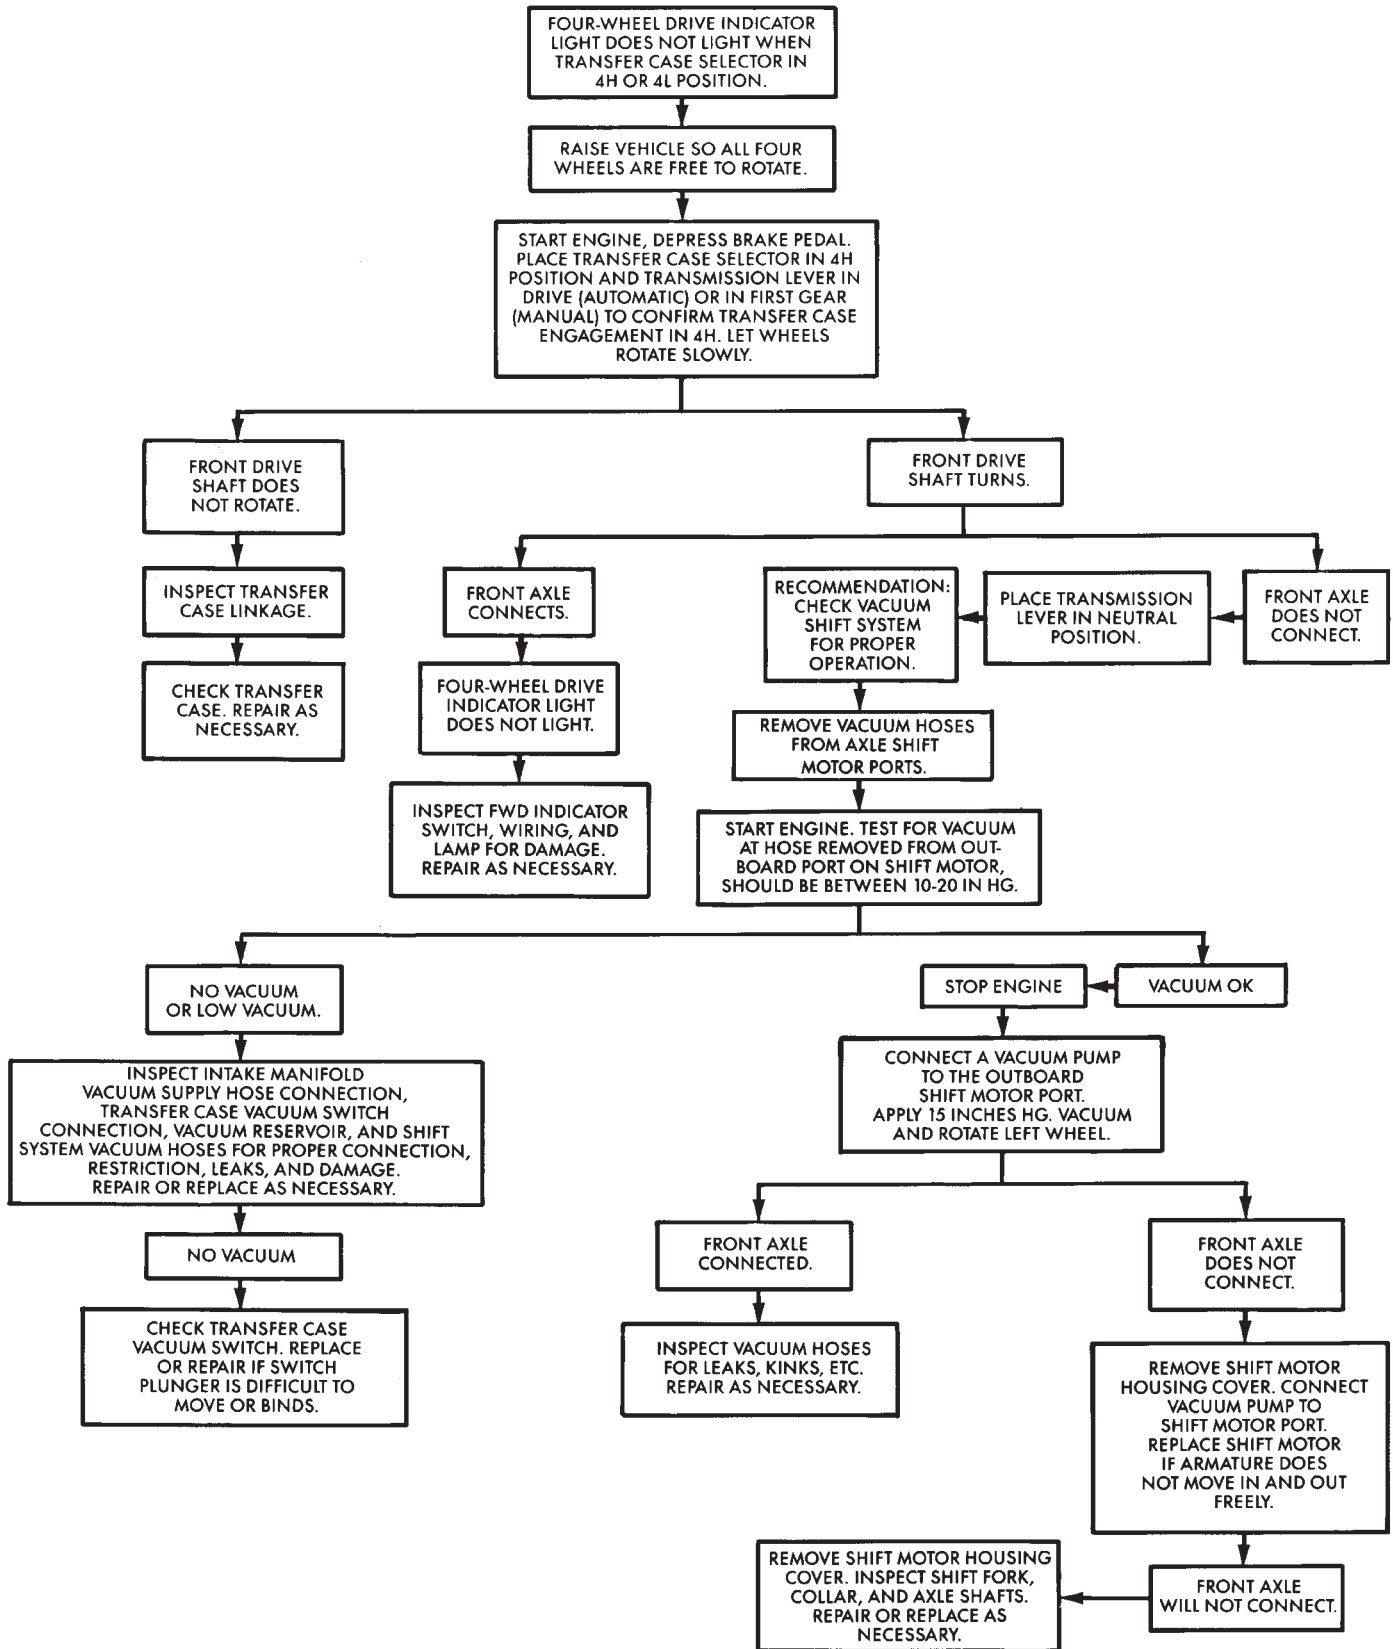 FOUR-WHEEL DRIVE INDICATOR
LIGHT DOES NOT LIGHT WHEN
TRANSFER CASE SELECTOR IN
4H OR 4L POSITION.
RAISE VEHICLE SO ALL FOUR
WHEELS ARE FREE TO ROTATE.
START ENGINE, DEPRESS BRAKE PEDAL.
PLACE TRANSFER CASE SELECTOR IN 4H
POSITION AND TRANSMISSION LEVER IN
DRIVE (AUTOMATIC) OR IN FIRST GEAR
(MANUAL) TO CONFIRM TRANSFER CASE
ENGAGEMENT IN 4H. LET WHEELS
ROTATE SLOWLY.
FRONT DRIVE
SHAFT DOES
NOT ROTATE.
INSPECT TRANSFER
CASE LINKAGE.
CHECK TRANSFER
CASE. REPAIR AS
NECESSARY.
FRONT DRIVE
SHAFT TURNS.
FRONT AXLE
CONNECTS.
FOUR-WHEEL DRIVE
INDICATOR LIGHT
DOES NOT LIGHT.
INSPECT FWD INDICATOR
SWITCH, WIRING, AND
LAMP FOR DAMAGE.
REPAIR AS NECESSARY.
FRONT AXLE
DOES NOT
CONNECT.
PLACE TRANSMISSION
LEVER IN NEUTRAL
POSITION.
RECOMMENDATION:
CHECK VACUUM
SHIFT SYSTEM
FOR PROPER
OPERATION.
REMOVE VACUUM HOSES
FROM AXLE SHIFT
MOTOR PORTS.
START ENGINE. TEST FOR VACUUM
AT HOSE REMOVED FROM OUT-
BOARD PORT ON SHIFT MOTOR,
SHOULD BE BETWEEN 10-20 IN HG.
NO VACUUM
OR LOW VACUUM.
INSPECT INTAKE MANIFOLD
VACUUM SUPPLY HOSE CONNECTION,
TRANSFER CASE VACUUM SWITCH
CONNECTION, VACUUM RESERVOIR, AND SHIFT
SYSTEM VACUUM HOSES FOR PROPER CONNECTION,
RESTRICTION, LEAKS, AND DAMAGE.
REPAIR OR REPLACE AS NECESSARY.
NO VACUUM
CHECK TRANSFER CASE
VACUUM SWITCH. REPLACE
OR REPAIR IF SWITCH
PLUNGER IS DIFFICULT TO
MOVE OR BINDS.
VACUUM OK
STOP ENGINE
CONNECT A VACUUM PUMP
TO THE OUTBOARD
SHIFT MOTOR PORT.
APPLY 15 INCHES HG. VACUUM
AND ROTATE LEFT WHEEL.
FRONT AXLE
CONNECTED.
INSPECT VACUUM HOSES
FOR LEAKS, KINKS, ETC.
REPAIR AS NECESSARY.
FRONT AXLE
DOES NOT
CONNECT.
REMOVE SHIFT MOTOR
HOUSING COVER. CONNECT
VACUUM PUMP TO
SHIFT MOTOR PORT.
REPLACE SHIFT MOTOR
IF ARMATURE DOES
NOT MOVE IN AND OUT
FREELY.
FRONT AXLE
WILL NOT CONNECT.
REMOVE SHIFT MOTOR HOUSING
COVER. INSPECT SHIFT FORK,
COLLAR, AND AXLE SHAFTS.
REPAIR OR REPLACE AS
NECESSARY.